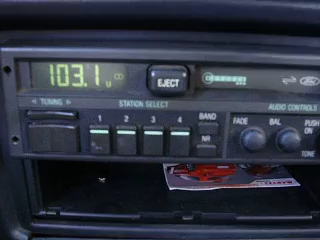 103.1
EJECT
Ford
TUNING
STATION SELECT
AUDIO CONTROLS
1 2 3 4
BAND
NR
FADE BAL PUSH
ON
TONE